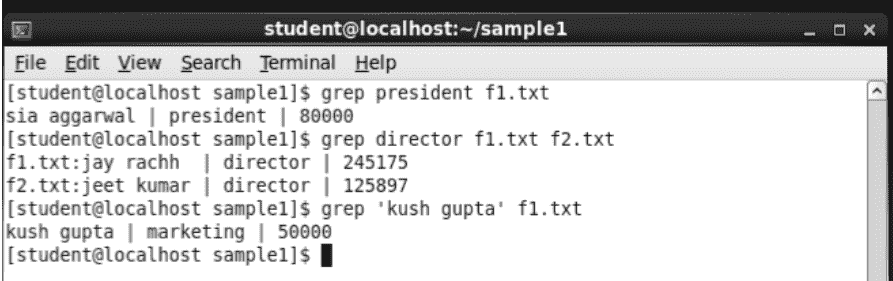 student@localhost:~/sample1
File Edit View Search Terminal Help
[student@localhost sample1]$ grep president f1.txt
sia aggarwal | president | 80000
[student@localhost sample1]$ grep director f1.txt f2.txt
f1.txt:jay rachh  | director | 245175
f2.txt:jeet kumar | director | 125897
[student@localhost sample1]$ grep 'kush gupta' f1.txt
kush gupta | marketing | 50000
[student@localhost sample1]$